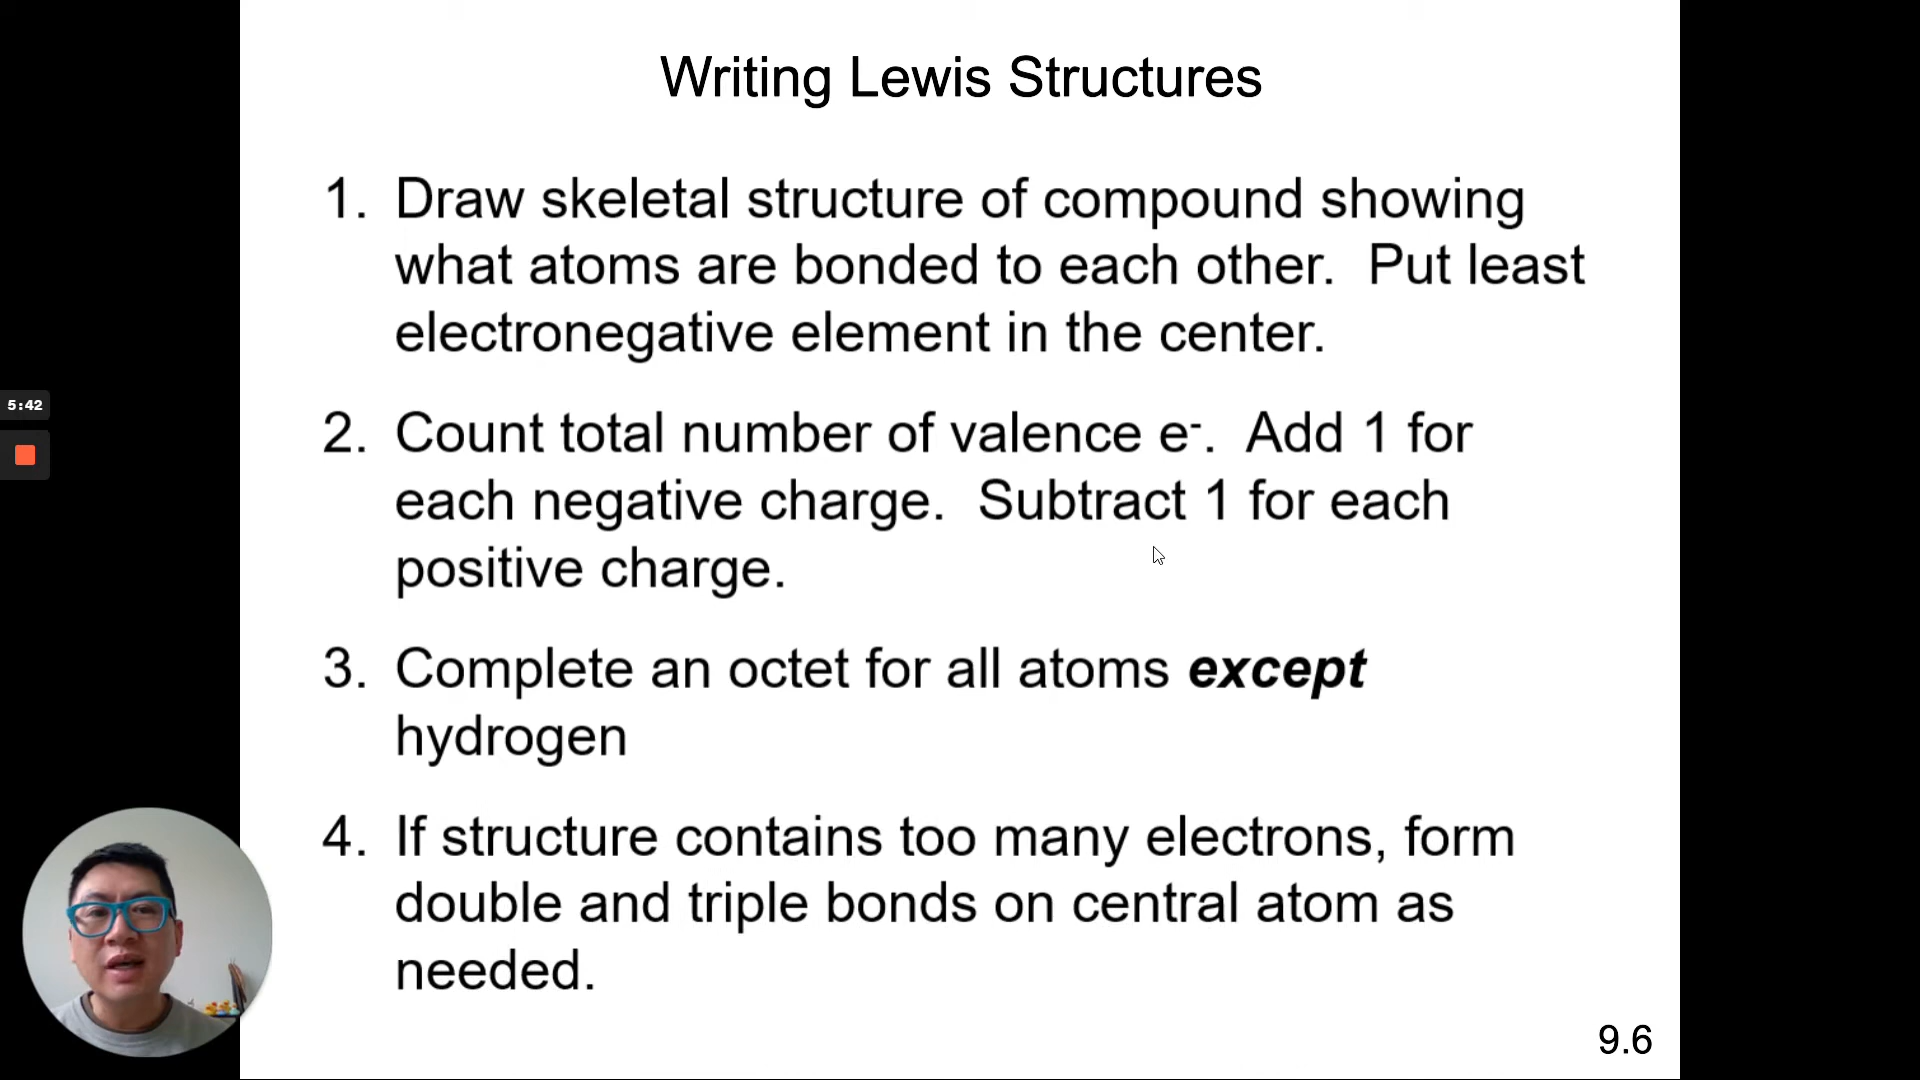 Writing Lewis Structures
1. Draw skeletal structure of compound showing
what atoms are bonded to each other.  Put least
electronegative element in the center.
2. Count total number of valence e⁻.  Add 1 for
each negative charge.  Subtract 1 for each
positive charge.
3. Complete an octet for all atoms except
hydrogen
4. If structure contains too many electrons, form
double and triple bonds on central atom as
needed.
5:42
9.6